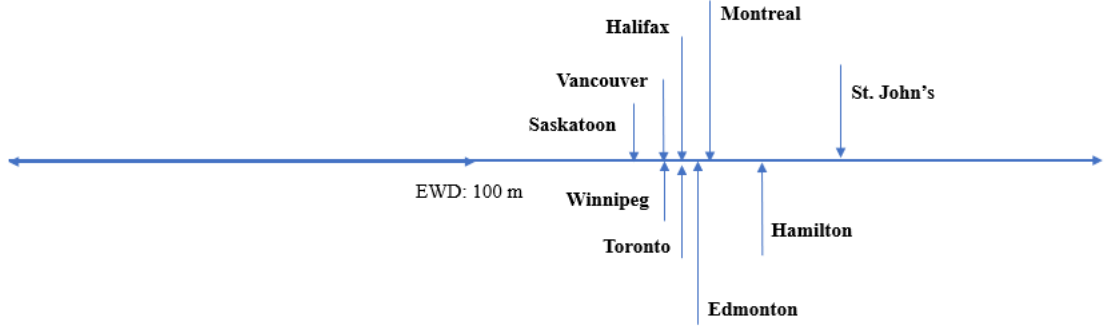 Montreal
Halifax
Vancouver
St. John’s
Saskatoon
EWD: 100 m
Winnipeg
Hamilton
Toronto
Edmonton